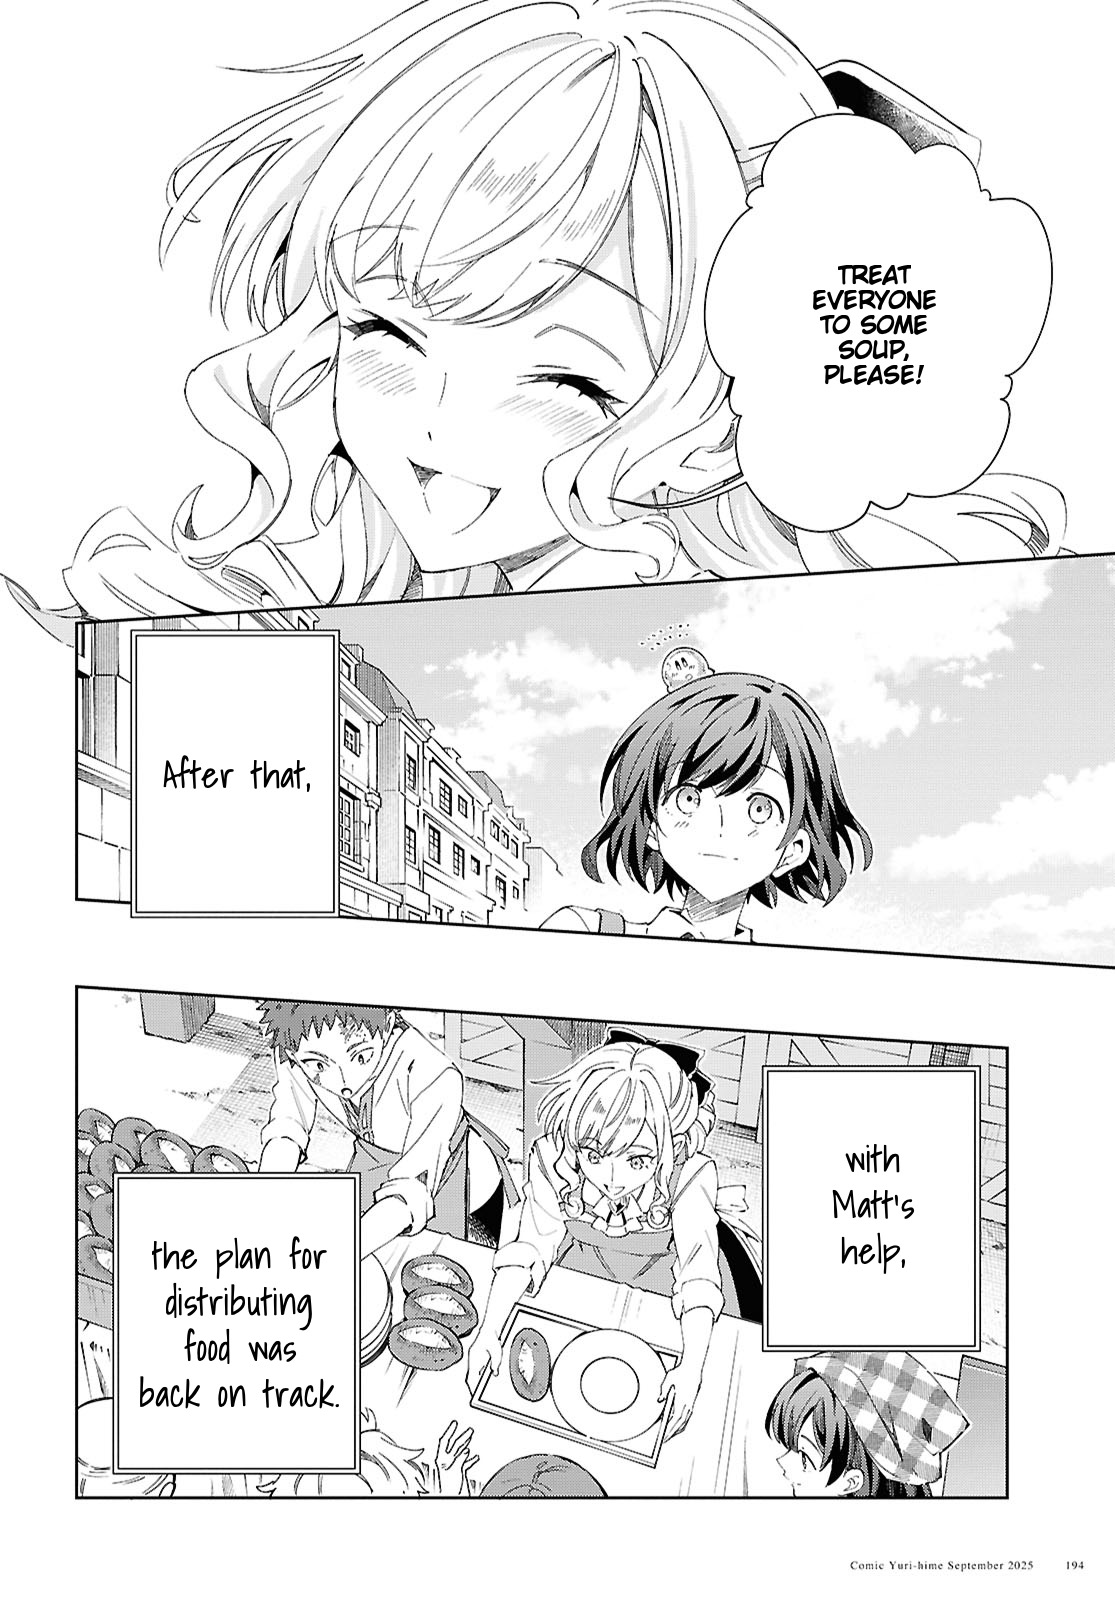 TREAT
EVERYONE
TO SOME
SOUP,
PLEASE!
After that,
with
Matt's
help,
the plan for
distributing
food was
back on track.
Comic Yuri-hime September 2025 194